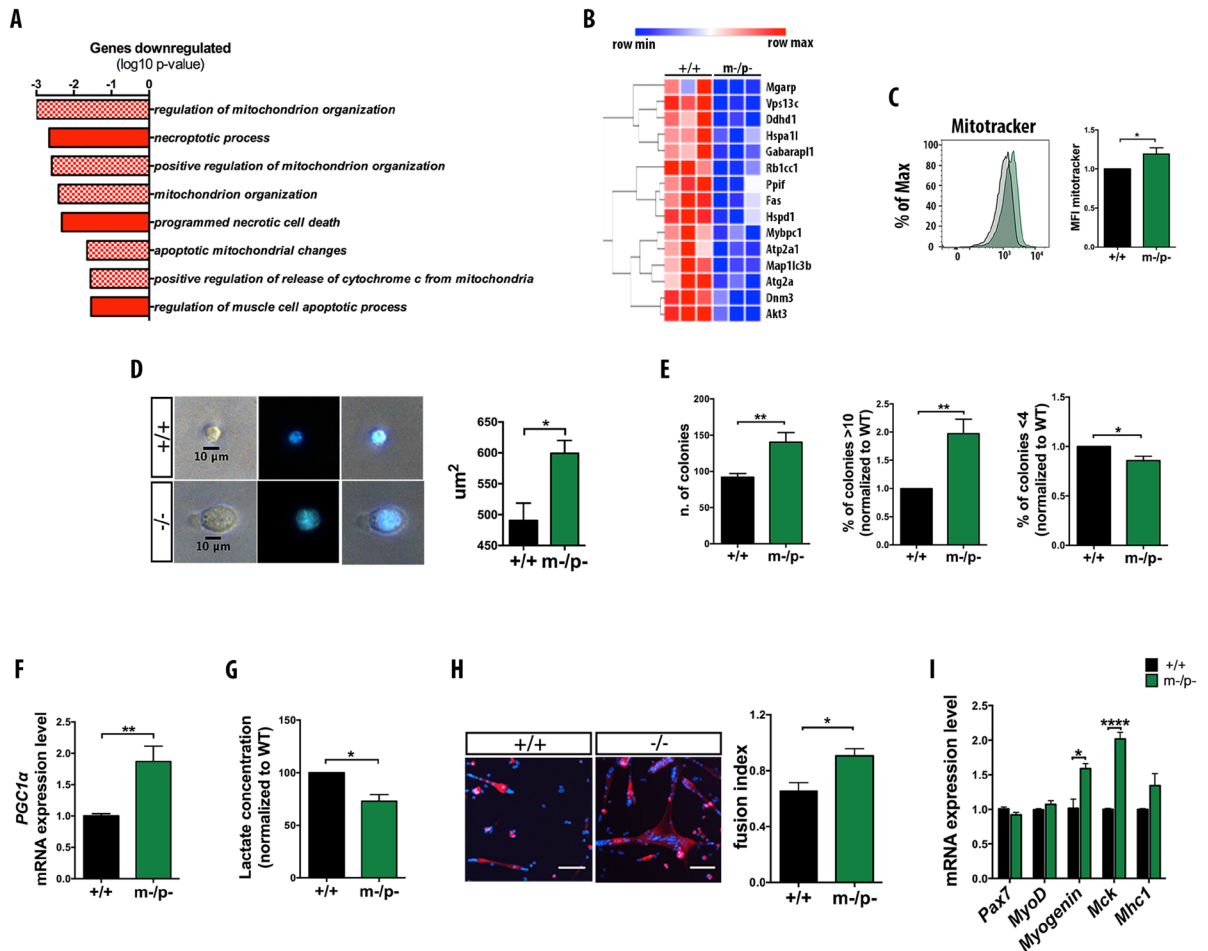 A
Genes downregulated
(log10 p-value)
-3 -2 -1 0
regulation of mitochondrion organization
necroptotic process
positive regulation of mitochondrion organization
mitochondrion organization
programmed necrotic cell death
apoptotic mitochondrial changes
positive regulation of release of cytochrome c from mitochondria
regulation of muscle cell apoptotic process
B
row min row max
+/+ m-/p-
Mgarp
Vps13c
Ddhd1
Hspa1l
Gabarapl1
Rb1cc1
Ppif
Fas
Hspd1
Mybpc1
Atp2a1
Map1lc3b
Atg2a
Dnm3
Akt3
C
Mitotracker
% of Max
100
80
60
40
20
0
0 10³ 10⁴
MFI mitotracker
1.5
1.0
0.5
0.0
*
+/+ m-/p-
D
+/+
10 µm
-/-
10 µm
um²
650
600
550
500
450
*
+/+ m-/p-
E
n. of colonies
200
150
100
50
0
**
+/+ m-/p-
% of colonies >10
(normalized to WT)
2.5
2.0
1.5
1.0
0.5
0.0
**
+/+ m-/p-
% of colonies <4
(normalized to WT)
1.5
1.0
0.5
0.0
*
+/+ m-/p-
F
PGC1α
mRNA expression level
2.5
2.0
1.5
1.0
0.5
0.0
**
+/+ m-/p-
G
Lactate concentration
(normalized to WT)
150
100
75
50
25
0
*
+/+ m-/p-
H
+/+ -/-
fusion index
1.2
0.9
0.6
0.3
0.0
*
+/+ m-/p-
I
+/+
m-/p-
mRNA expression level
2.5
2.0
1.5
1.0
0.5
0.0
* ****
Pax7 MyoD Myogenin Mck Mhc1